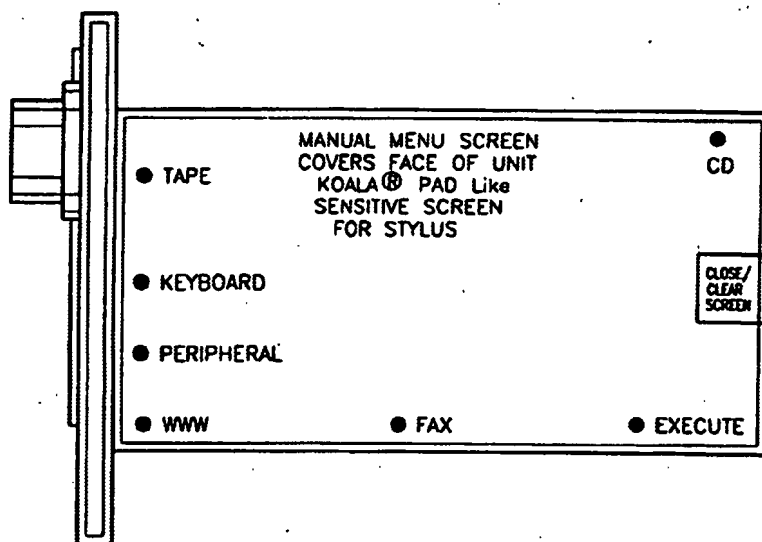 MANUAL MENU SCREEN
COVERS FACE OF UNIT
KOALA® PAD Like
SENSITIVE SCREEN
FOR STYLUS
CD
TAPE
CLOSE/
CLEAR
SCREEN
KEYBOARD
PERIPHERAL
WWW
FAX
EXECUTE